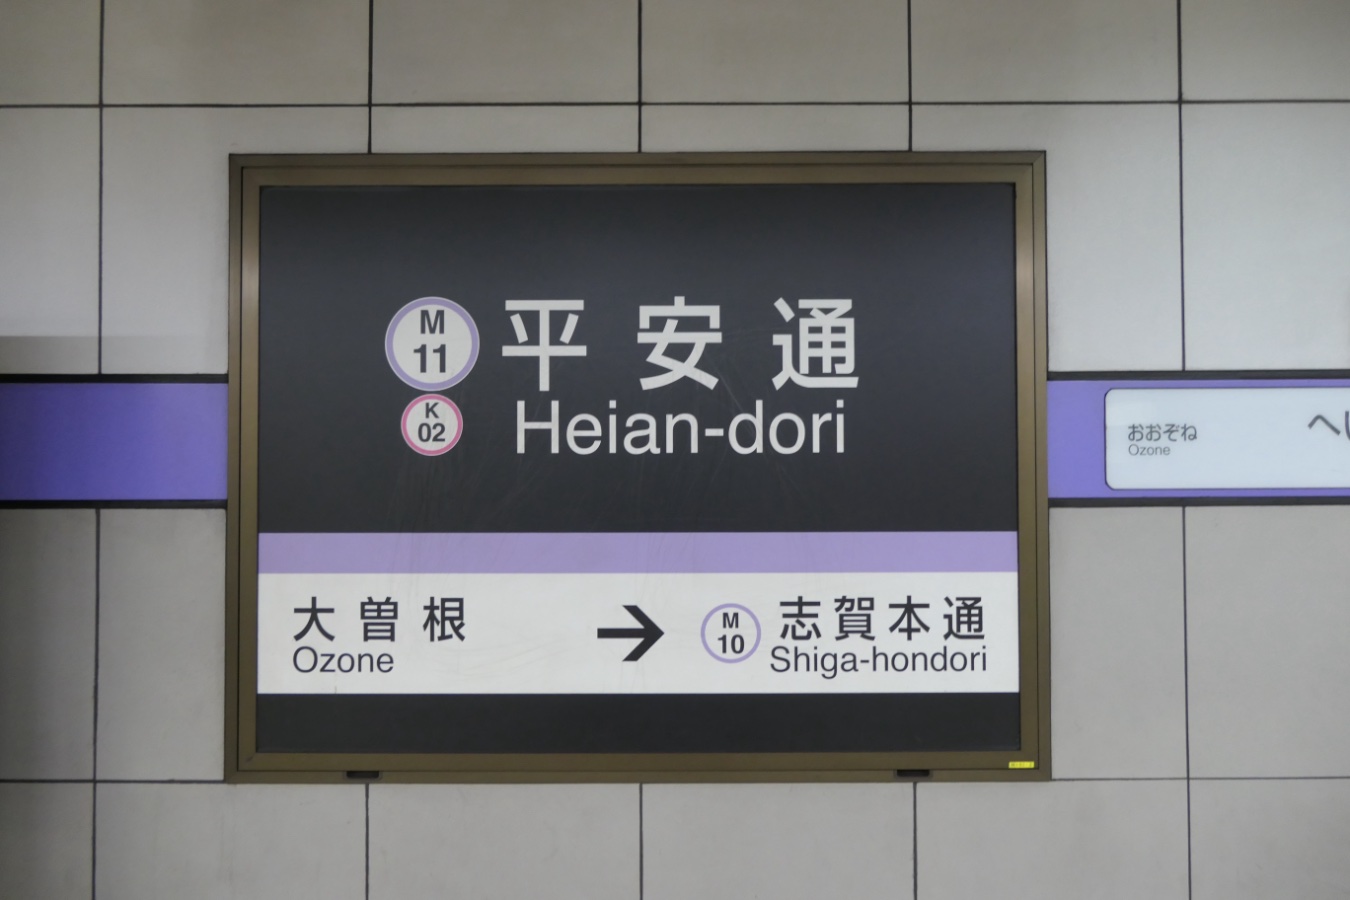 M
11
平安通
K
02
Heian-dori
大曽根
Ozone
→
M
10
志賀本通
Shiga-hondori
おおぞね
Ozone